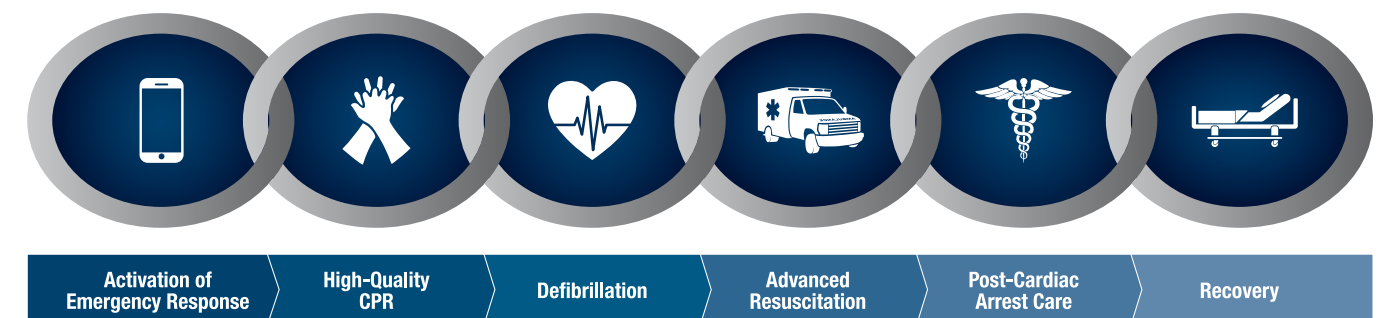 Activation of
Emergency Response
High-Quality
CPR
Defibrillation
Advanced
Resuscitation
Post-Cardiac
Arrest Care
Recovery